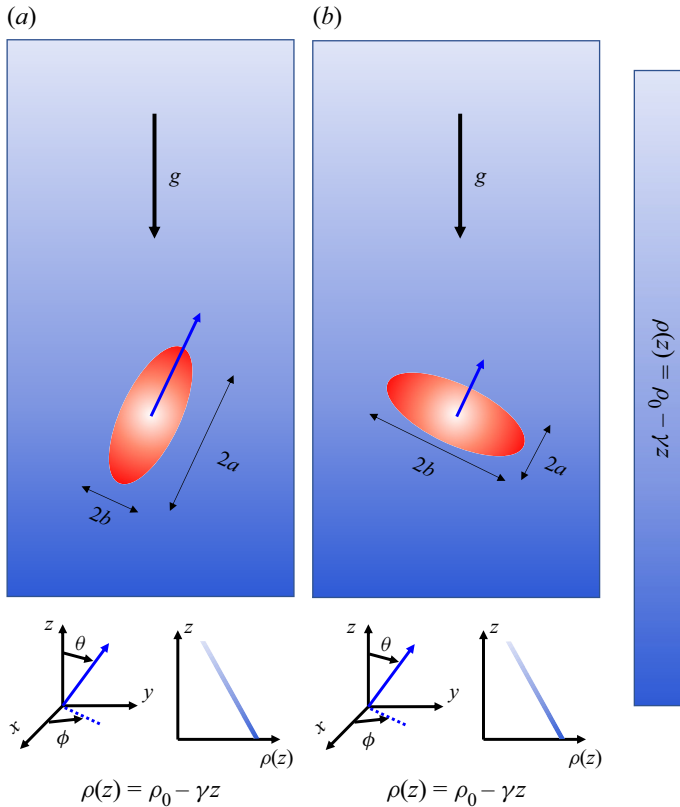 (a)
g
2a
2b
z
θ
y
x
ϕ
z
ρ(z)
ρ(z) = ρ₀ – γz
(b)
g
2b
2a
z
θ
y
x
ϕ
z
ρ(z)
ρ(z) = ρ₀ – γz
ρ(z) = ρ₀ – γz